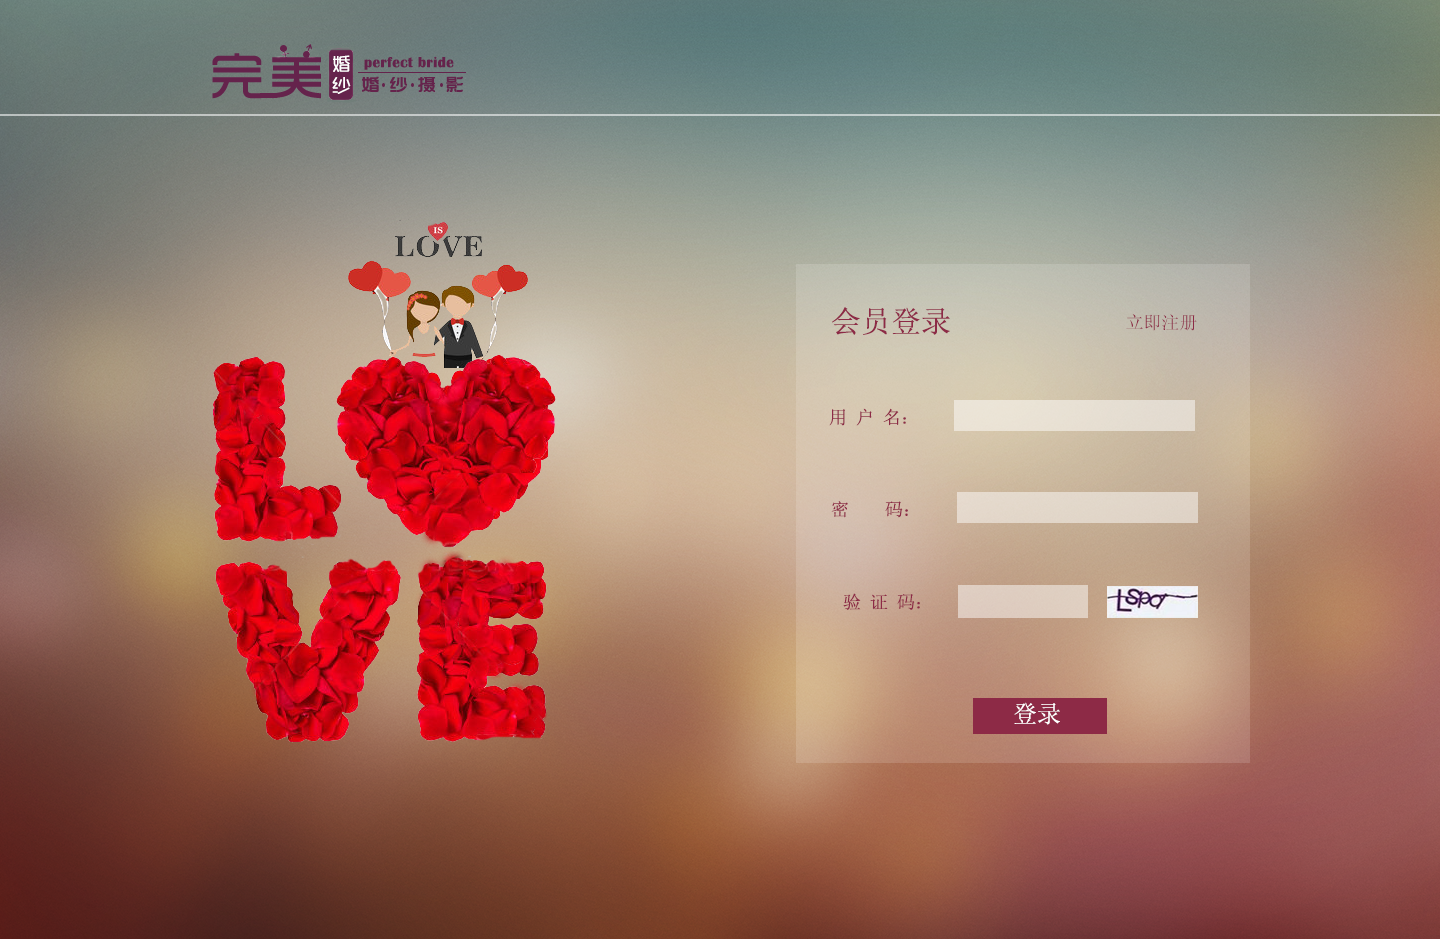 完美 婚纱 perfect bride
婚·纱·摄·影
IS
LOVE
LOVE
会员登录 立即注册
用 户 名:
密 码:
验 证 码: Lspa
登录